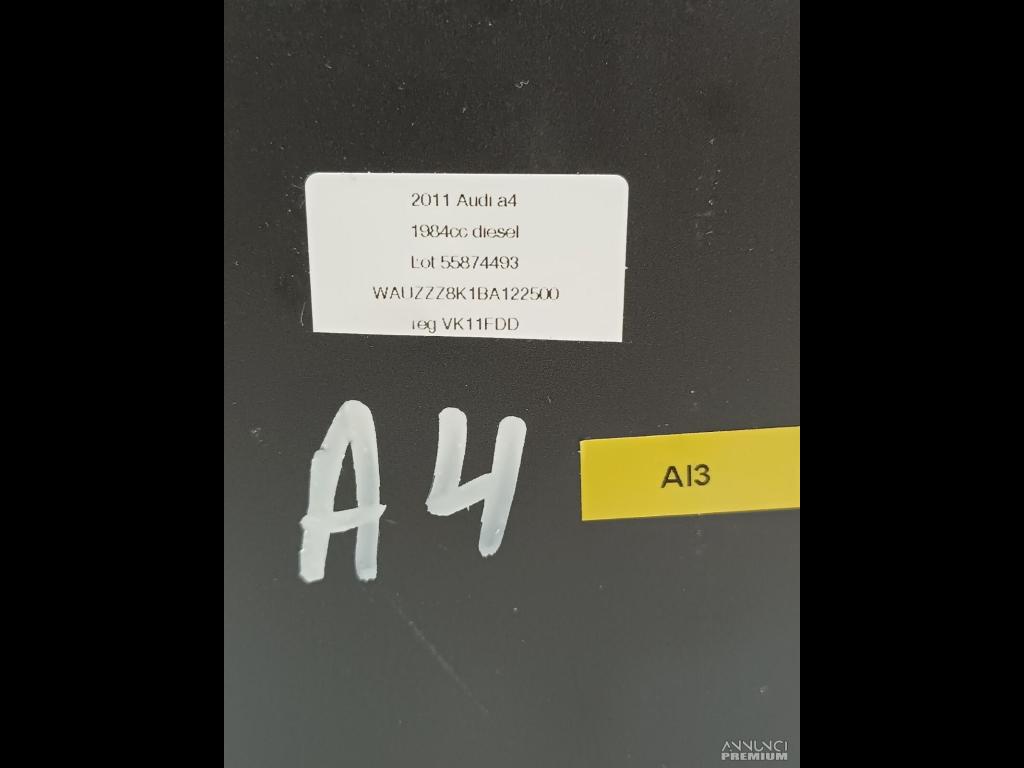 2011 Audi a4
1984cc diesel
Lot 55874493
WAUZZZ8K1BA122500
reg VK11FDD
A4
AI3
ANNUNCI
PREMIUM